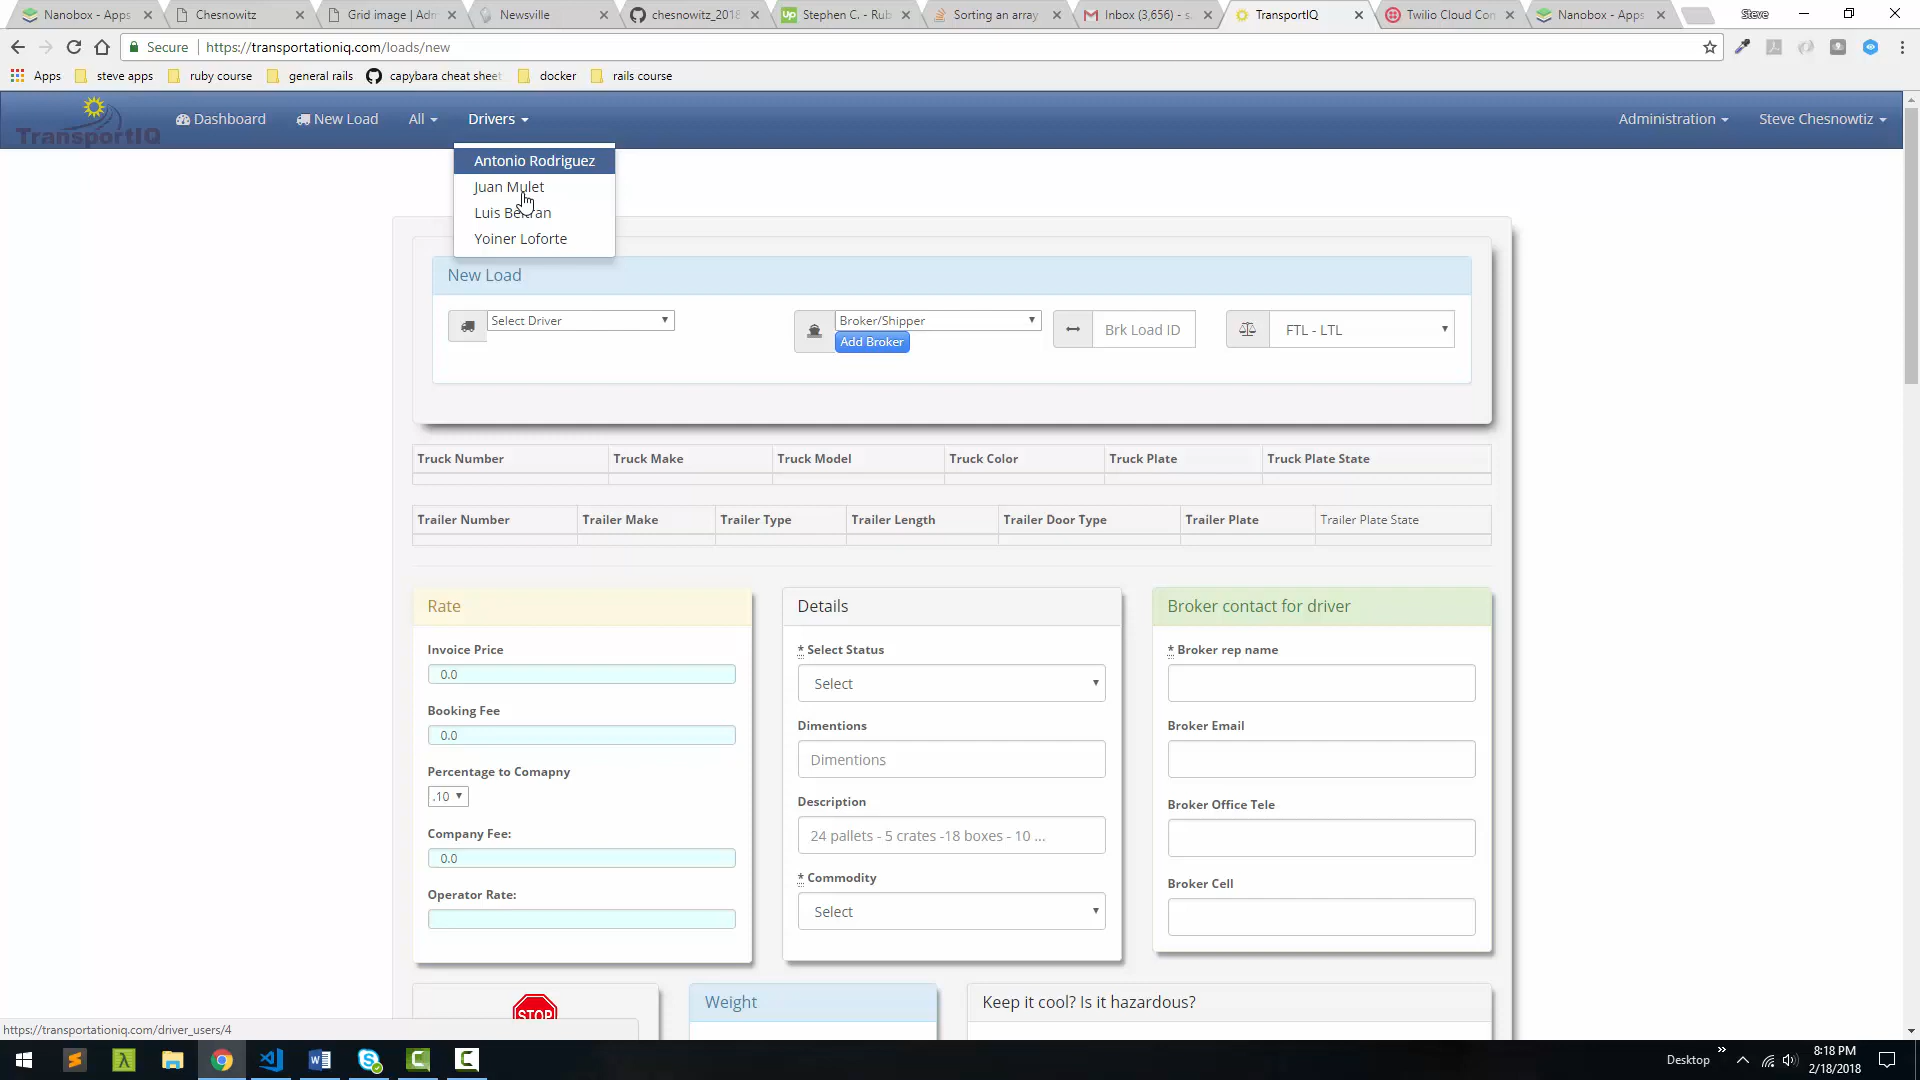 Nanobox - Apps
Chesnowitz
Grid image | Adm
Newsville
chesnowitz_2018
Stephen C. - Rub
Sorting an array
Inbox (3,656) - s
TransportIQ
Twilio Cloud Con
Nanobox - Apps
Steve
Secure
https://transportationiq.com/loads/new
Apps
steve apps
ruby course
general rails
capybara cheat sheet
docker
rails course
TransportIQ
Dashboard
New Load
All
Drivers
Administration
Steve Chesnowtiz
Antonio Rodriguez
Juan Mulet
Luis Beltran
Yoiner Loforte
New Load
Select Driver
Broker/Shipper
Add Broker
Brk Load ID
FTL - LTL
Truck Number
Truck Make
Truck Model
Truck Color
Truck Plate
Truck Plate State
Trailer Number
Trailer Make
Trailer Type
Trailer Length
Trailer Door Type
Trailer Plate
Trailer Plate State
Rate
Invoice Price
0.0
Booking Fee
0.0
Percentage to Comapny
.10
Company Fee:
0.0
Operator Rate:
Details
* Select Status
Select
Dimentions
Dimentions
Description
24 pallets - 5 crates -18 boxes - 10 ...
* Commodity
Select
Broker contact for driver
* Broker rep name
Broker Email
Broker Office Tele
Broker Cell
STOP
Weight
Keep it cool? Is it hazardous?
https://transportationiq.com/driver_users/4
Desktop
8:18 PM
2/18/2018